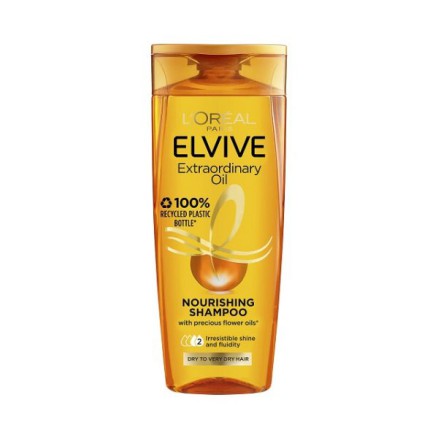 L'ORÉAL
PARIS
ELVIVE
Extraordinary
Oil
100%
RECYCLED PLASTIC
BOTTLE*
NOURISHING
SHAMPOO
with precious flower oils*
2 Irresistible shine
and fluidity
DRY TO VERY DRY HAIR